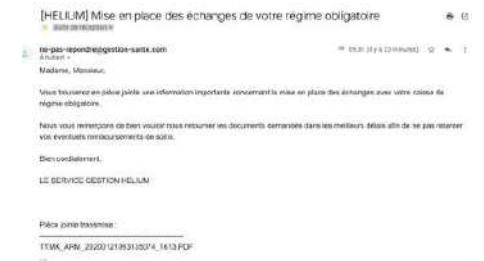 [HELIUM] Mise en place des échanges de votre régime obligatoire
Boîte de réception
ne-pas-repondre@gestion-sante.com
Madame, Monsieur,
Vous trouverez en pièce jointe une information importante concernant la mise en place des échanges avec votre caisse de
régime obligatoire.
Nous vous remercions de bien vouloir nous retourner les documents demandés dans les meilleurs délais afin de ne pas retarder
vos éventuels remboursements de soins.
Bien cordialement,
LE SERVICE GESTION HELIUM
Pièce jointe transmise :